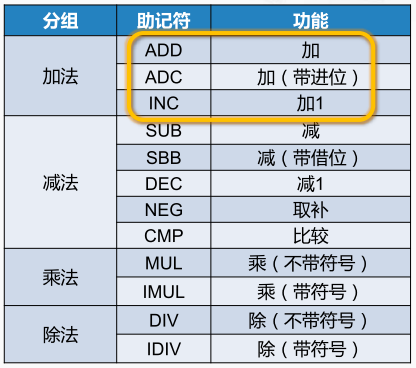 分组 助记符 功能
加法 ADD 加
ADC 加（带进位）
INC 加1
减法 SUB 减
SBB 减（带借位）
DEC 减1
NEG 取补
CMP 比较
乘法 MUL 乘（不带符号）
IMUL 乘（带符号）
除法 DIV 除（不带符号）
IDIV 除（带符号）